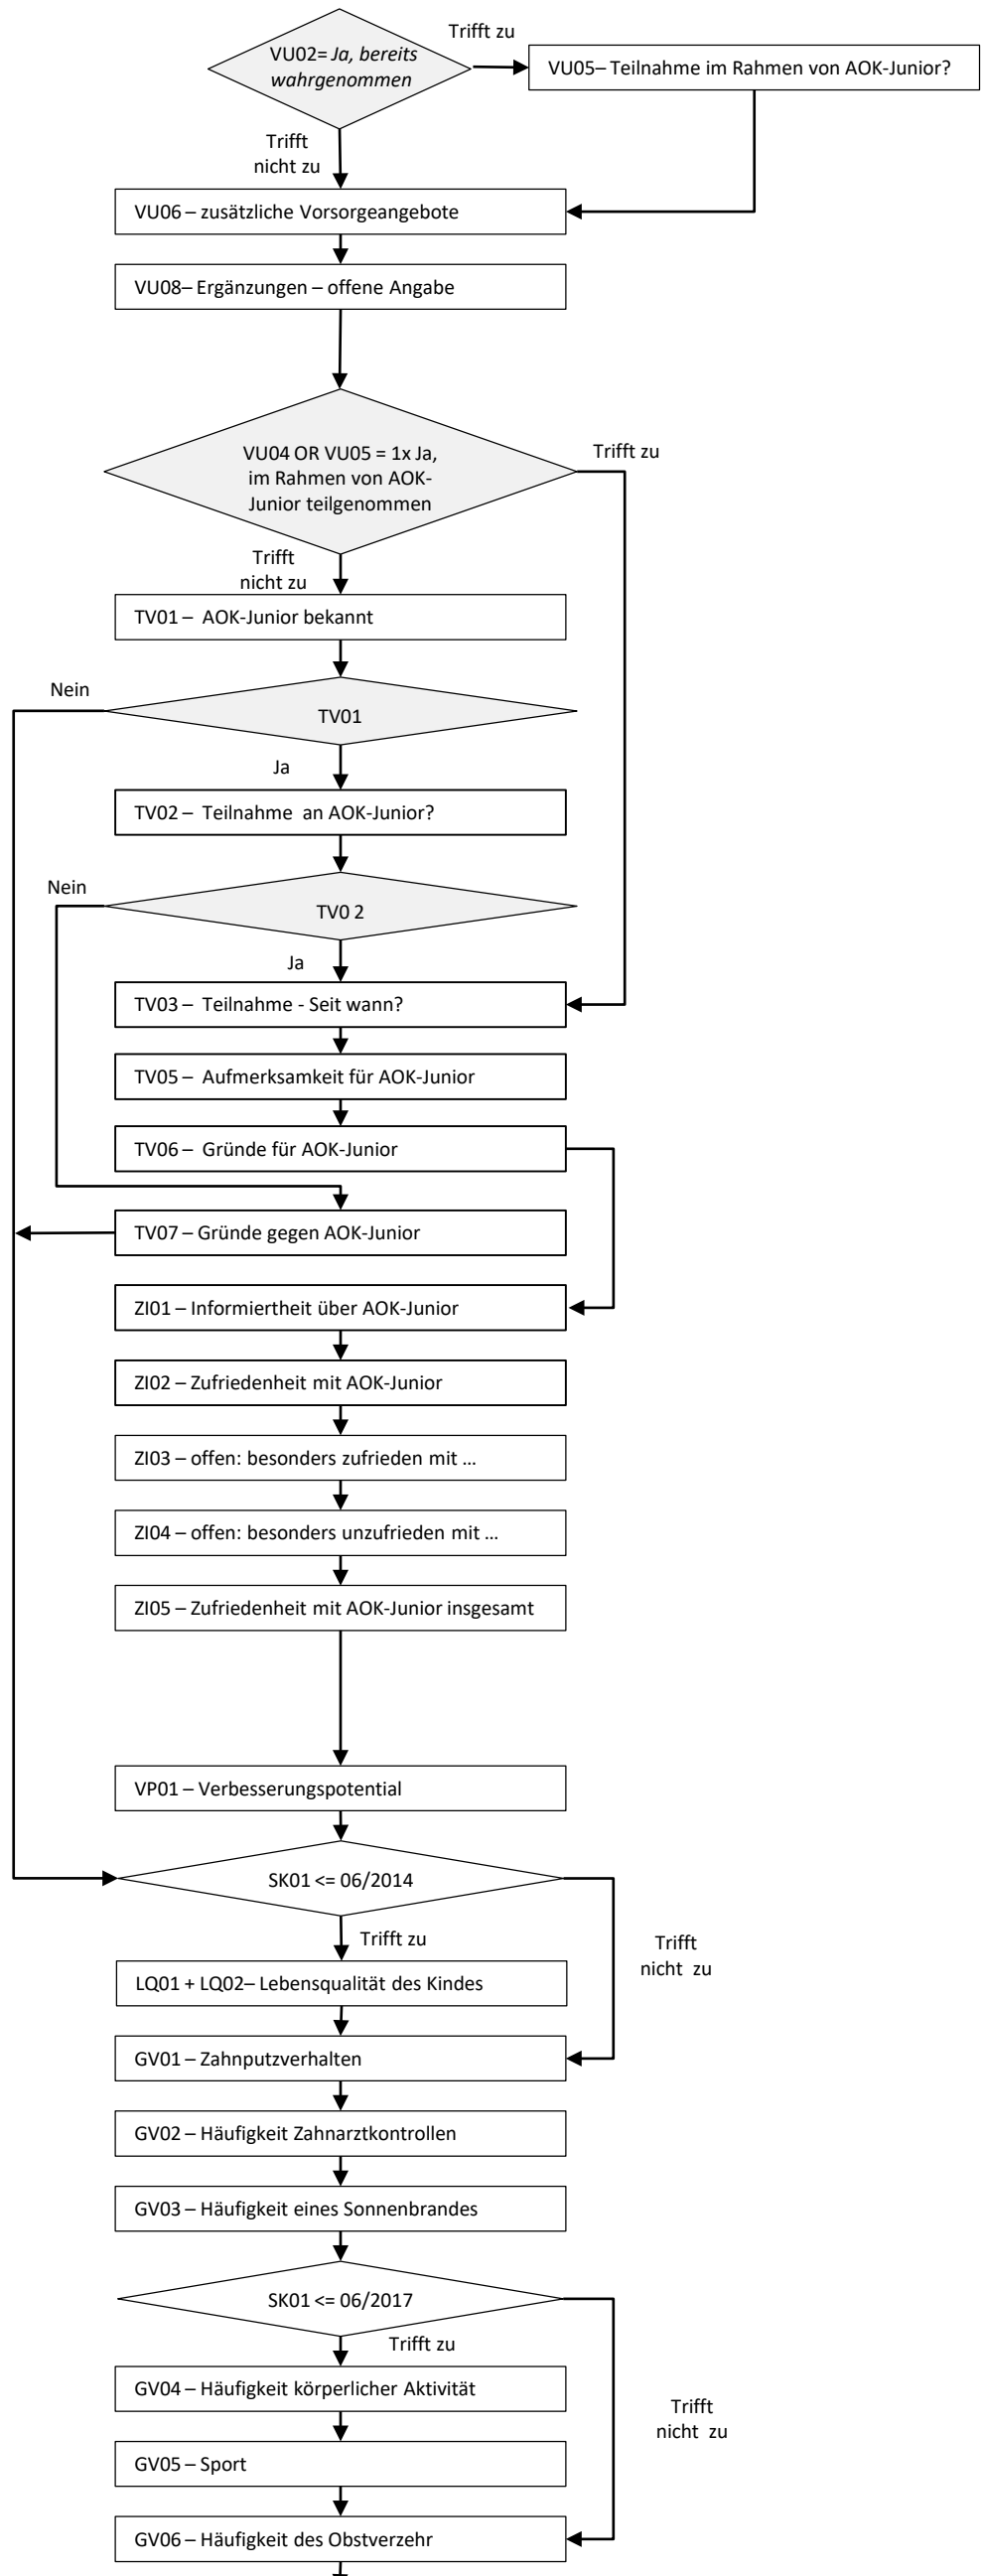 VU02= Ja, bereits
wahrgenommen
Trifft zu
VU05– Teilnahme im Rahmen von AOK-Junior?
Trifft
nicht zu
VU06 – zusätzliche Vorsorgeangebote
VU08– Ergänzungen – offene Angabe
VU04 OR VU05 = 1x Ja,
im Rahmen von AOK-
Junior teilgenommen
Trifft zu
Trifft
nicht zu
TV01 – AOK-Junior bekannt
Nein
TV01
Ja
TV02 – Teilnahme an AOK-Junior?
Nein
TV0 2
Ja
TV03 – Teilnahme - Seit wann?
TV05 – Aufmerksamkeit für AOK-Junior
TV06 – Gründe für AOK-Junior
TV07 – Gründe gegen AOK-Junior
ZI01 – Informiertheit über AOK-Junior
ZI02 – Zufriedenheit mit AOK-Junior
ZI03 – offen: besonders zufrieden mit ...
ZI04 – offen: besonders unzufrieden mit ...
ZI05 – Zufriedenheit mit AOK-Junior insgesamt
VP01 – Verbesserungspotential
SK01 <= 06/2014
Trifft zu
Trifft
nicht zu
LQ01 + LQ02– Lebensqualität des Kindes
GV01 – Zahnputzverhalten
GV02 – Häufigkeit Zahnarztkontrollen
GV03 – Häufigkeit eines Sonnenbrandes
SK01 <= 06/2017
Trifft zu
GV04 – Häufigkeit körperlicher Aktivität
Trifft
nicht zu
GV05 – Sport
GV06 – Häufigkeit des Obstverzehr